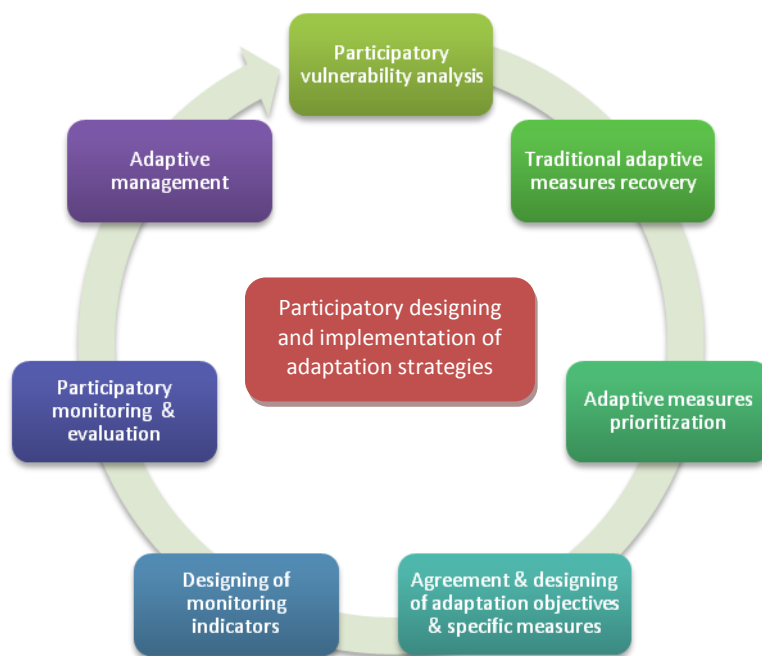 Participatory
vulnerability analysis
Traditional adaptive
measures recovery
Adaptive measures
prioritization
Agreement & designing
of adaptation objectives
& specific measures
Designing of
monitoring
indicators
Participatory
monitoring & 
evaluation
Adaptive
management
Participatory designing
and implementation of
adaptation strategies